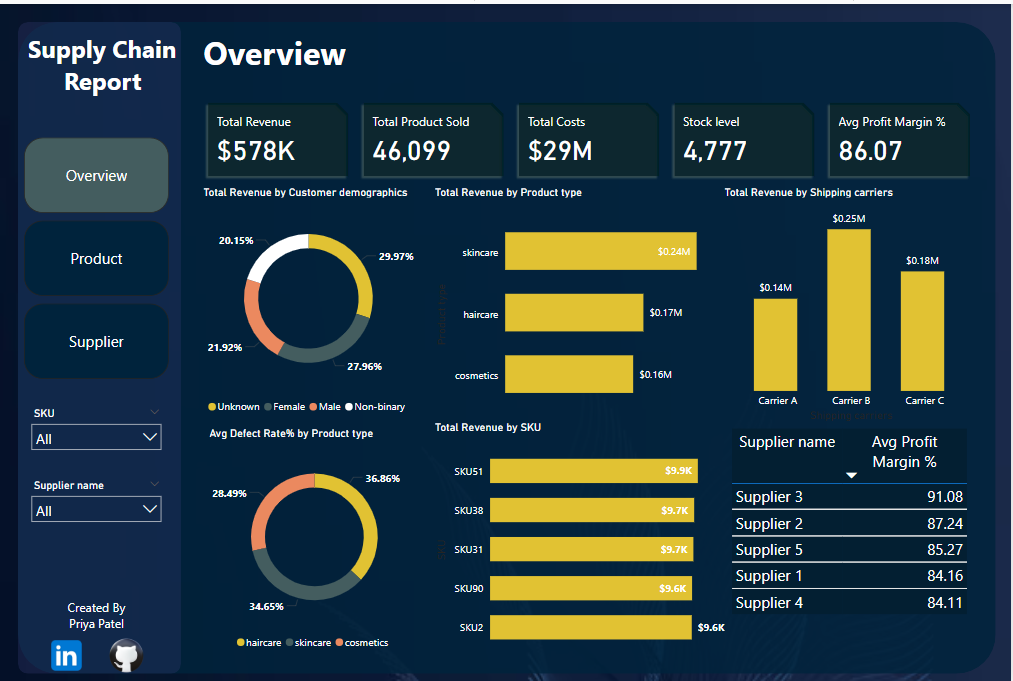 Supply Chain
Report
Overview
Product
Supplier
SKU
All
Supplier name
All
Created By
Priya Patel
in
Overview
Total Revenue
$578K
Total Product Sold
46,099
Total Costs
$29M
Stock level
4,777
Avg Profit Margin %
86.07
Total Revenue by Customer demographics
20.15%
29.97%
21.92%
27.96%
Unknown Female Male Non-binary
Total Revenue by Product type
Product type
skincare
$0.24M
haircare
$0.17M
cosmetics
$0.16M
Total Revenue by Shipping carriers
$0.14M
$0.25M
$0.18M
Carrier A
Carrier B
Carrier C
Shipping carriers
Avg Defect Rate% by Product type
28.49%
36.86%
34.65%
haircare skincare cosmetics
Total Revenue by SKU
SKU
SKU51
$9.9K
SKU38
$9.7K
SKU31
$9.7K
SKU90
$9.6K
SKU2
$9.6K
Supplier name Avg Profit
Margin %
Supplier 3 91.08
Supplier 2 87.24
Supplier 5 85.27
Supplier 1 84.16
Supplier 4 84.11